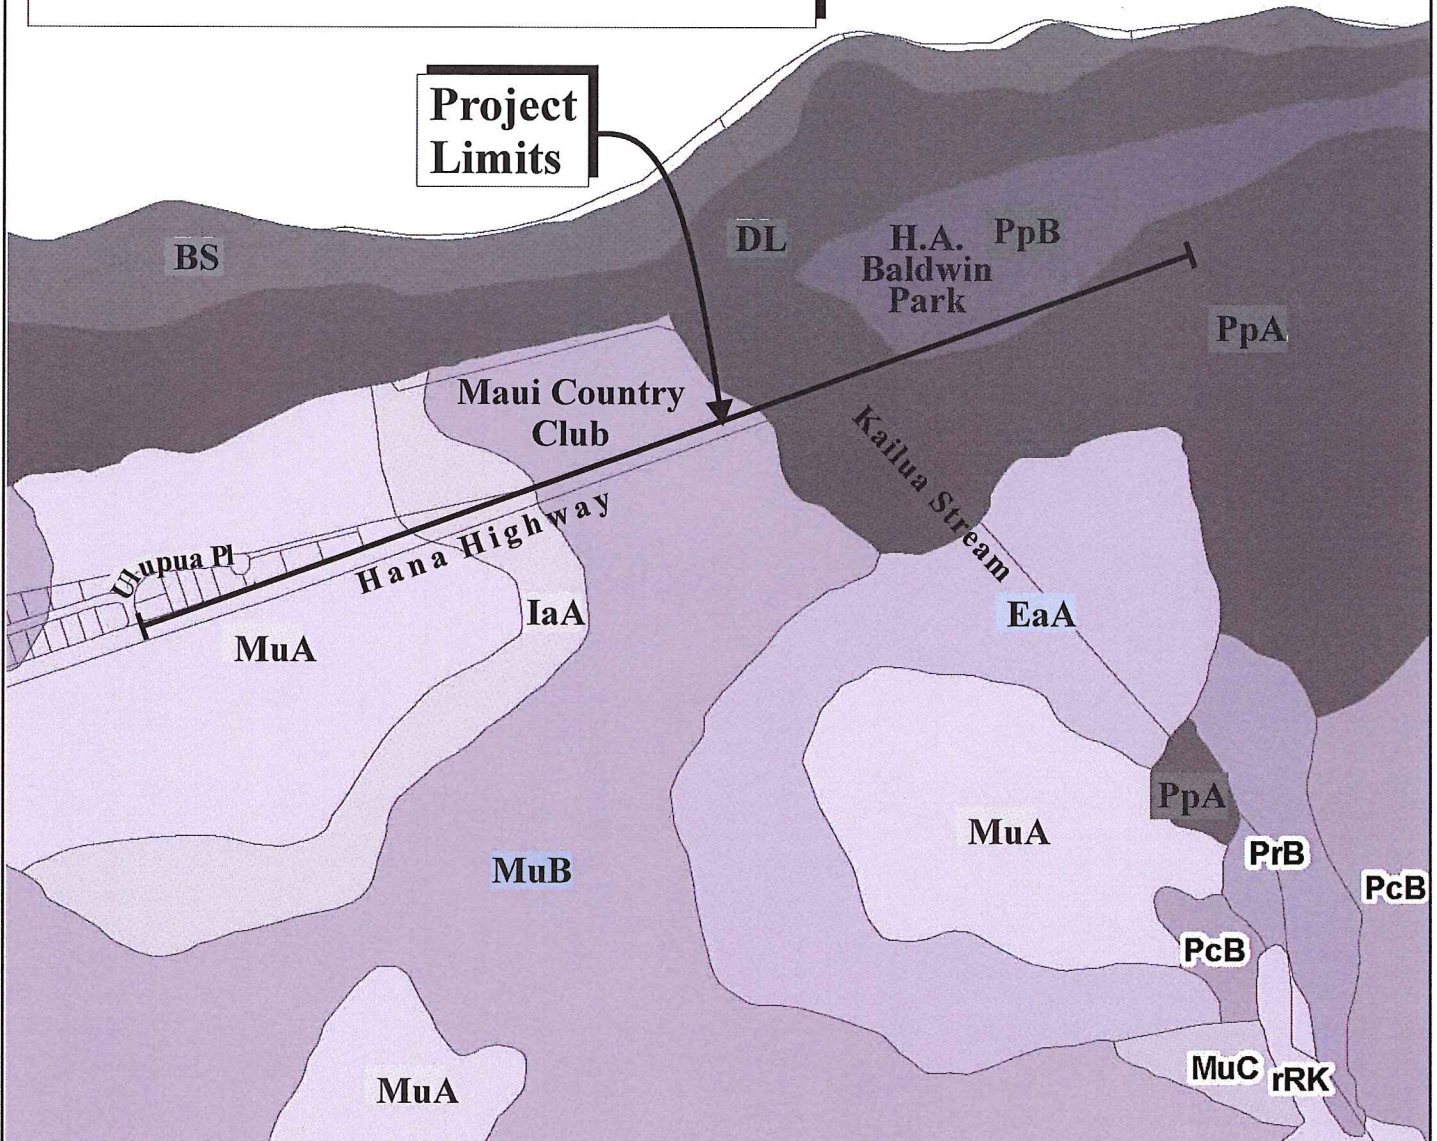 Project
Limits
BS
DL
H.A.
Baldwin
Park
PpB
PpA
Maui Country
Club
Kailua Stream
Hana Highway
Ulupua Pl
IaA
EaA
MuA
PpA
MuA
PrB
MuB
PcB
PcB
MuC
rRK
MuA